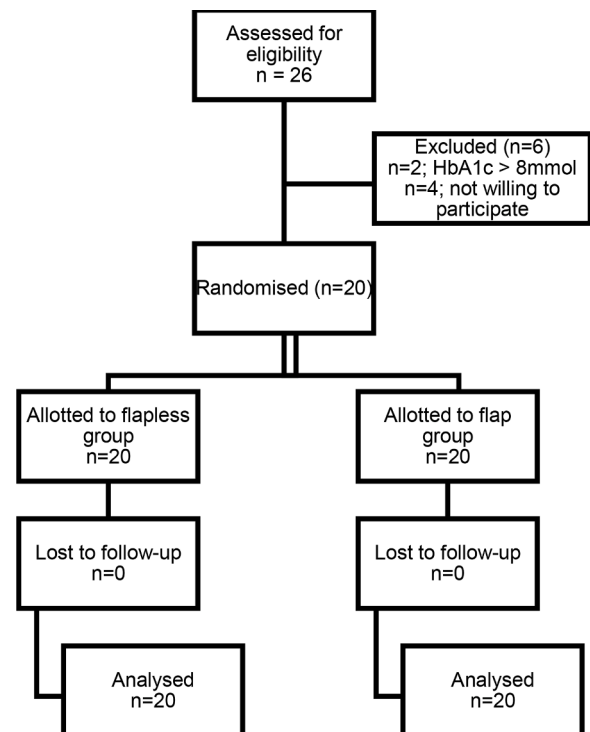 Assessed for
eligibility
n = 26
Excluded (n=6)
n=2; HbA1c > 8mmol
n=4; not willing to
participate
Randomised (n=20)
Allotted to flapless
group
n=20
Allotted to flap
group
n=20
Lost to follow-up
n=0
Lost to follow-up
n=0
Analysed
n=20
Analysed
n=20